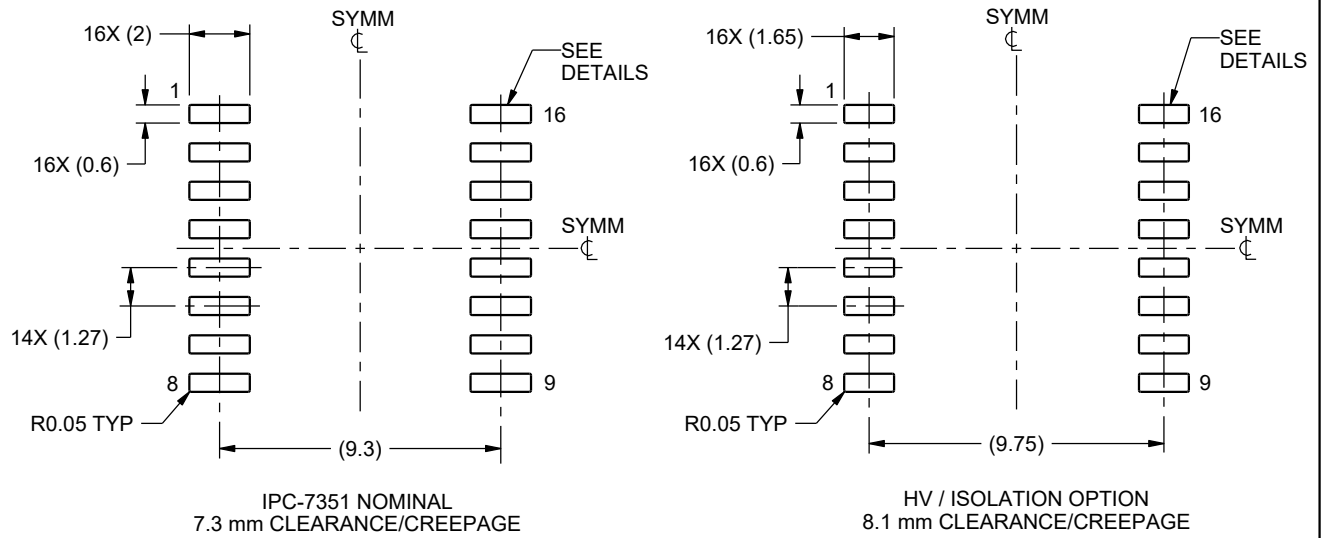 16X (2)
SYMM
℄
SEE
DETAILS
1
16
16X (0.6)
SYMM
℄
14X (1.27)
8
9
R0.05 TYP
(9.3)
IPC-7351 NOMINAL
7.3 mm CLEARANCE/CREEPAGE
16X (1.65)
SYMM
℄
SEE
DETAILS
1
16
16X (0.6)
SYMM
℄
14X (1.27)
8
9
R0.05 TYP
(9.75)
HV / ISOLATION OPTION
8.1 mm CLEARANCE/CREEPAGE